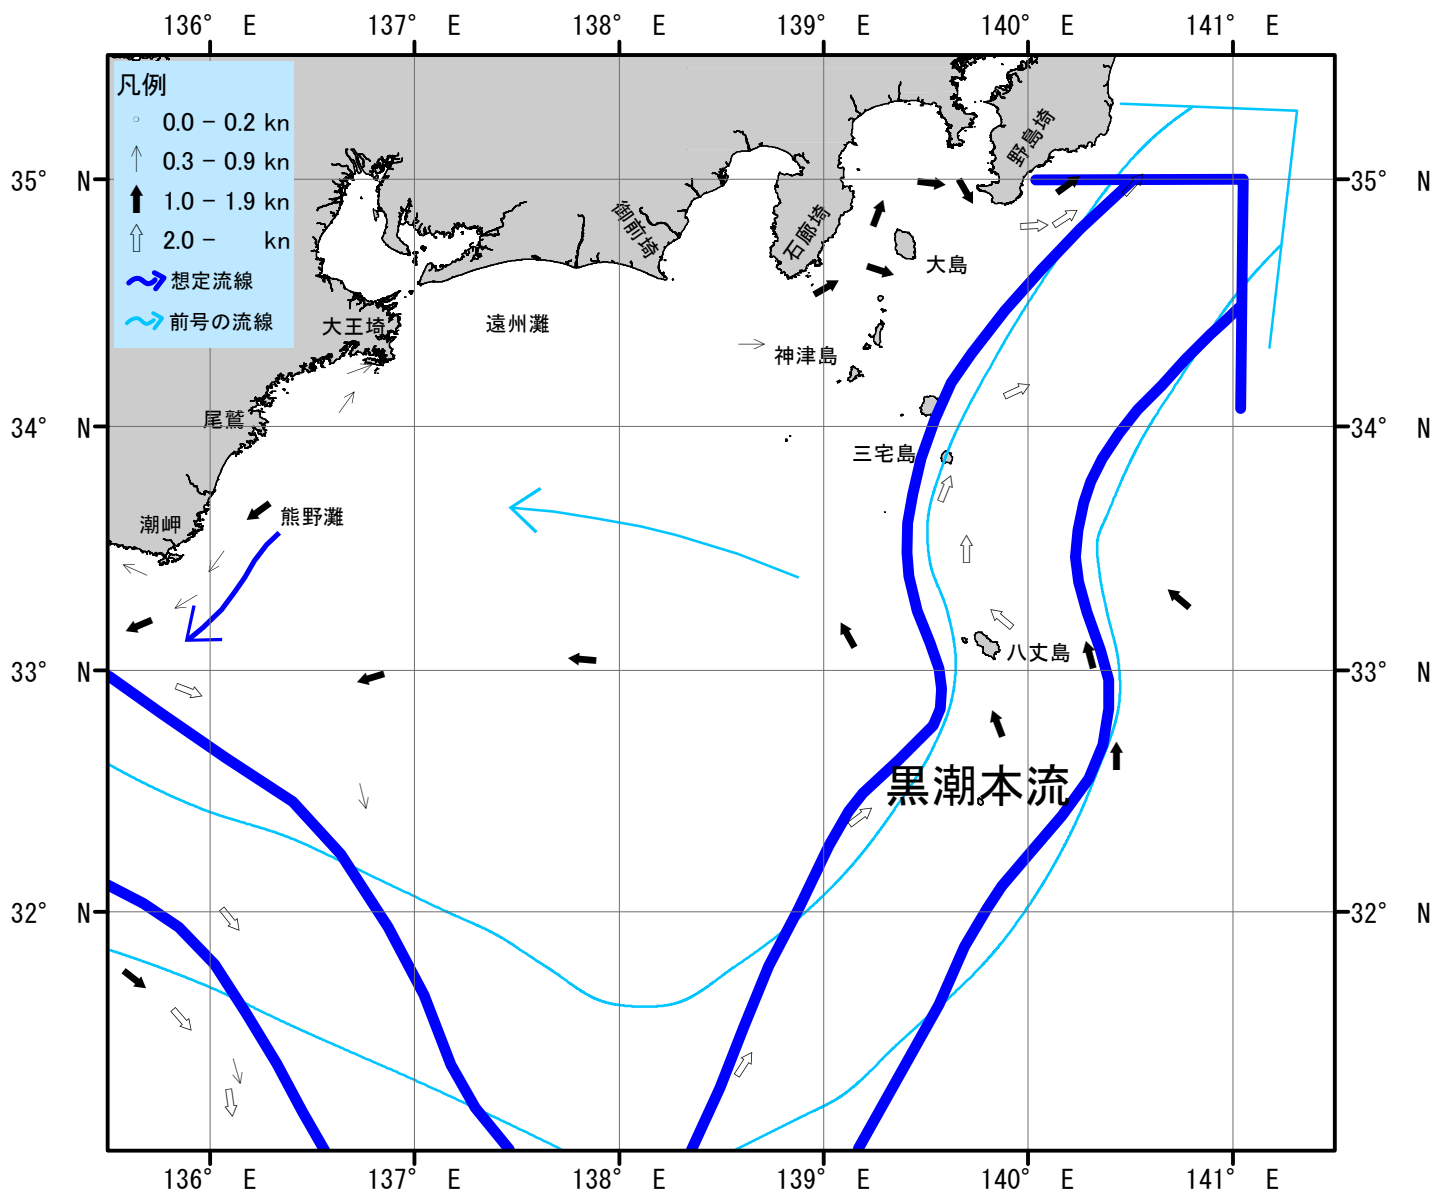 136° E 137° E 138° E 139° E 140° E 141° E
凡例
0.0 - 0.2 kn
0.3 - 0.9 kn
1.0 - 1.9 kn
2.0 - kn
想定流線
前号の流線
野島埼
35° N
35° N
御前埼
石廊埼
大島
大王埼
遠州灘
神津島
尾鷲
34° N
34° N
三宅島
潮岬
熊野灘
八丈島
33° N
33° N
黒潮本流
32° N
32° N
136° E 137° E 138° E 139° E 140° E 141° E